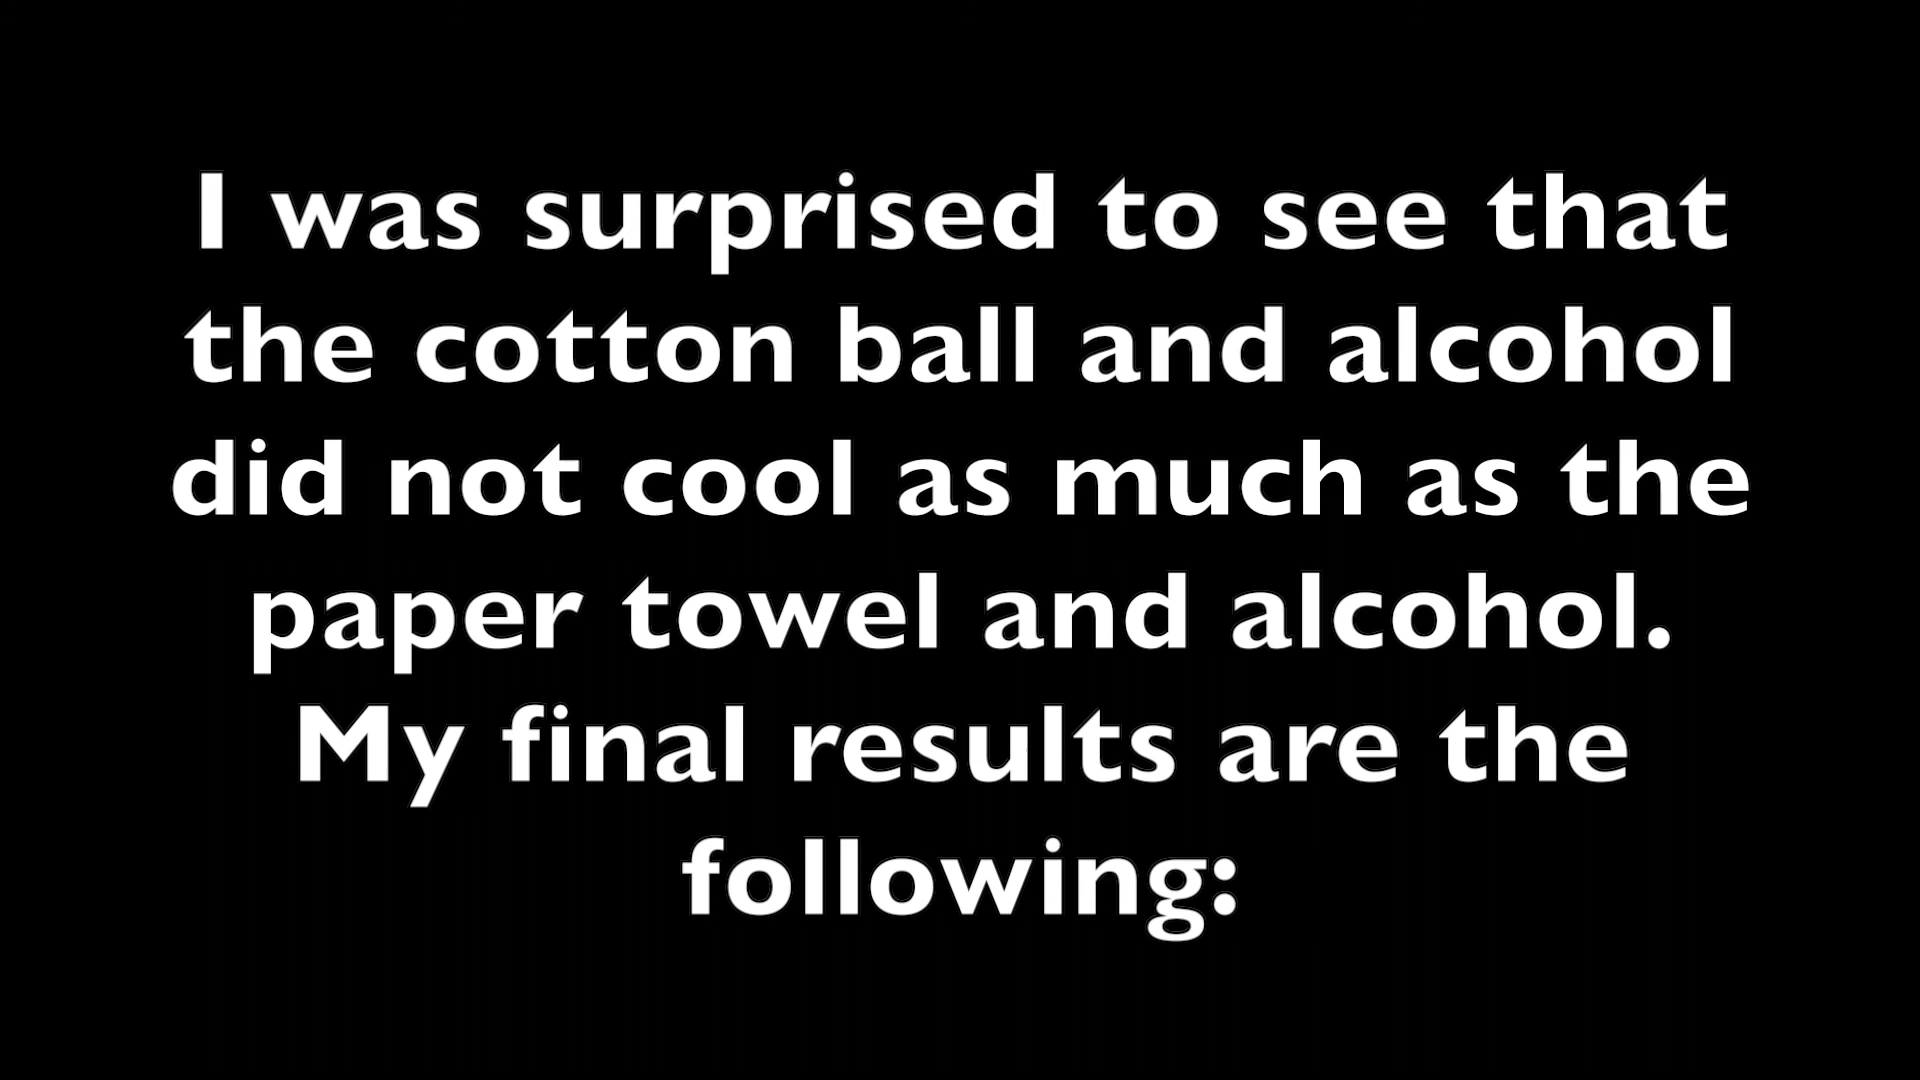 I was surprised to see that
the cotton ball and alcohol
did not cool as much as the
paper towel and alcohol.
My final results are the
following: